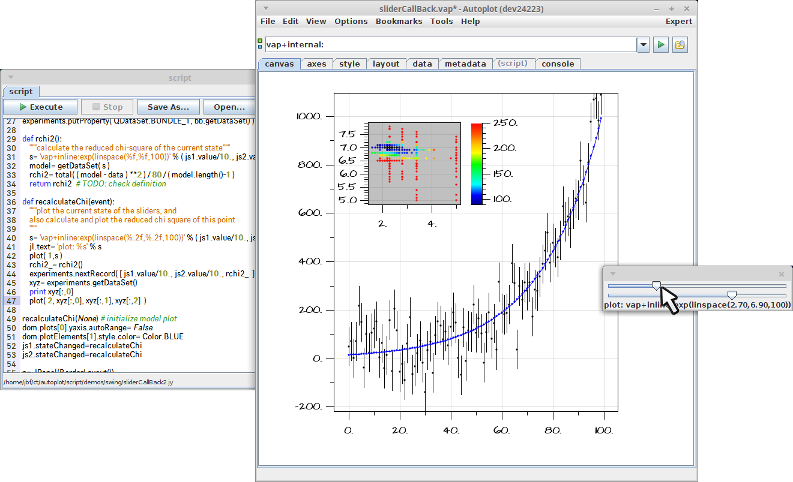 sliderCallBack.vap* - Autoplot (dev24223)
File Edit View Options Bookmarks Tools Help Expert
vap+internal:
canvas axes style layout data metadata (script) console
script
script
Execute Stop Save As... Open...
27 experiments.putProperty( QDataSet.BUNDLE_1, bb.getDataSet() )
28
29 def rchi2():
30 """calculate the reduced chi-square of the current state"""
31 s= 'vap+inline:exp(linspace(%f,%f,100))' % ( js1.value/10., js2.va
32 model= getDataSet( s )
33 rchi2= total( ( model - data ) **2 ) / 80 / ( model.length()-1 )
34 return rchi2 # TODO: check definition
35
36 def recalculateChi(event):
37 """plot the current state of the sliders, and
38 also calculate and plot the reduced chi square of this point
39 """
40 s= 'vap+inline:exp(linspace(%.2f,%.2f,100))' % ( js1.value/10., js
41 jl.text= 'plot: %s' % s
42 plot( 1,s )
43 rchi2_= rchi2()
44 experiments.nextRecord( [ js1.value/10., js2.value/10., rchi2_ ]
45 xyz= experiments.getDataSet()
46 print xyz[:,0]
47 plot( 2, xyz[:,0], xyz[:,1], xyz[:,2] )
48
49 recalculateChi(None) # initialize model plot
50 dom.plots[0].yaxis.autoRange= False
51 dom.plotElements[1].style.color= Color.BLUE
52 js1.stateChanged=recalculateChi
53 js2.stateChanged=recalculateChi
54
/home/jbf/ct/autoplot/script/demos/swing/sliderCallBack2.jy
1000.
800.
600.
400.
200.
0.
-200.
0. 20. 40. 60. 80. 100.
7.5
7.0
6.5
6.0
5.5
5.0
2. 4.
250.
200.
150.
100.
plot: vap+inline:exp(linspace(2.70,6.90,100))